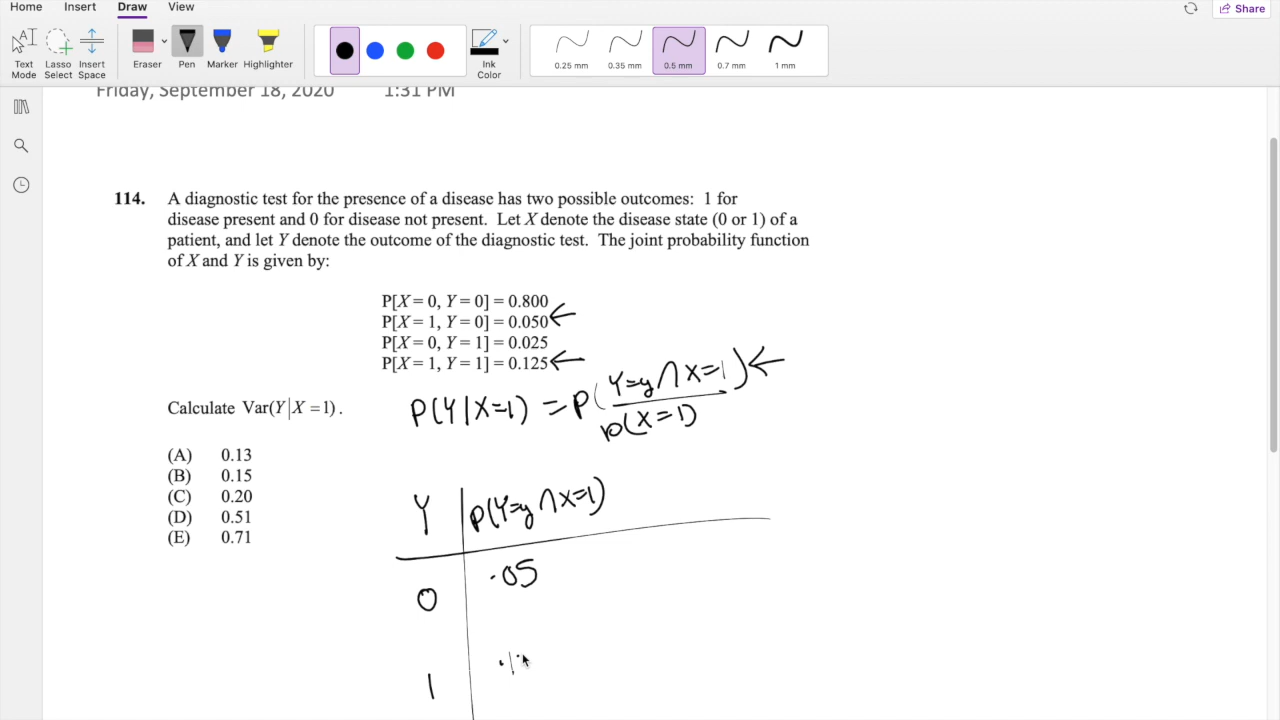 Home Insert Draw View
Share
Text Mode
Lasso Select
Insert Space
Eraser
Pen
Marker
Highlighter
Ink Color
0.25 mm
0.35 mm
0.5 mm
0.7 mm
1 mm
Friday, September 18, 2020 1:31 PM
114. A diagnostic test for the presence of a disease has two possible outcomes: 1 for
disease present and 0 for disease not present. Let X denote the disease state (0 or 1) of a
patient, and let Y denote the outcome of the diagnostic test. The joint probability function
of X and Y is given by:
P[X = 0, Y = 0] = 0.800
P[X = 1, Y = 0] = 0.050 ←
P[X = 0, Y = 1] = 0.025
P[X = 1, Y = 1] = 0.125 ←
P(Y|X=1) = P(Y=y∩X=1) ←
P(X=1)
Calculate Var(Y|X = 1).
(A) 0.13
(B) 0.15
(C) 0.20
(D) 0.51
(E) 0.71
Y | P(Y=y∩X=1)
0 .05
1